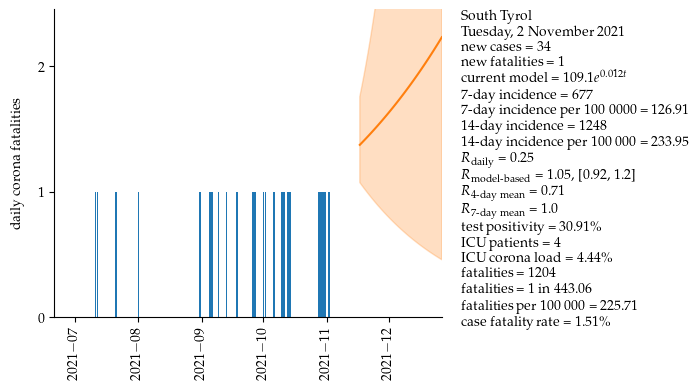 daily corona fatalities
2
1
0
2021−07
2021−08
2021−09
2021−10
2021−11
2021−12
South Tyrol
Tuesday, 2 November 2021
new cases = 34
new fatalities = 1
current model = 109.1e^0.012t
7-day incidence = 677
7-day incidence per 100 0000 = 126.91
14-day incidence = 1248
14-day incidence per 100 000 = 233.95
R_daily = 0.25
R_model-based = 1.05, [0.92, 1.2]
R_4-day mean = 0.71
R_7-day mean = 1.0
test positivity = 30.91%
ICU patients = 4
ICU corona load = 4.44%
fatalities = 1204
fatalities = 1 in 443.06
fatalities per 100 000 = 225.71
case fatality rate = 1.51%